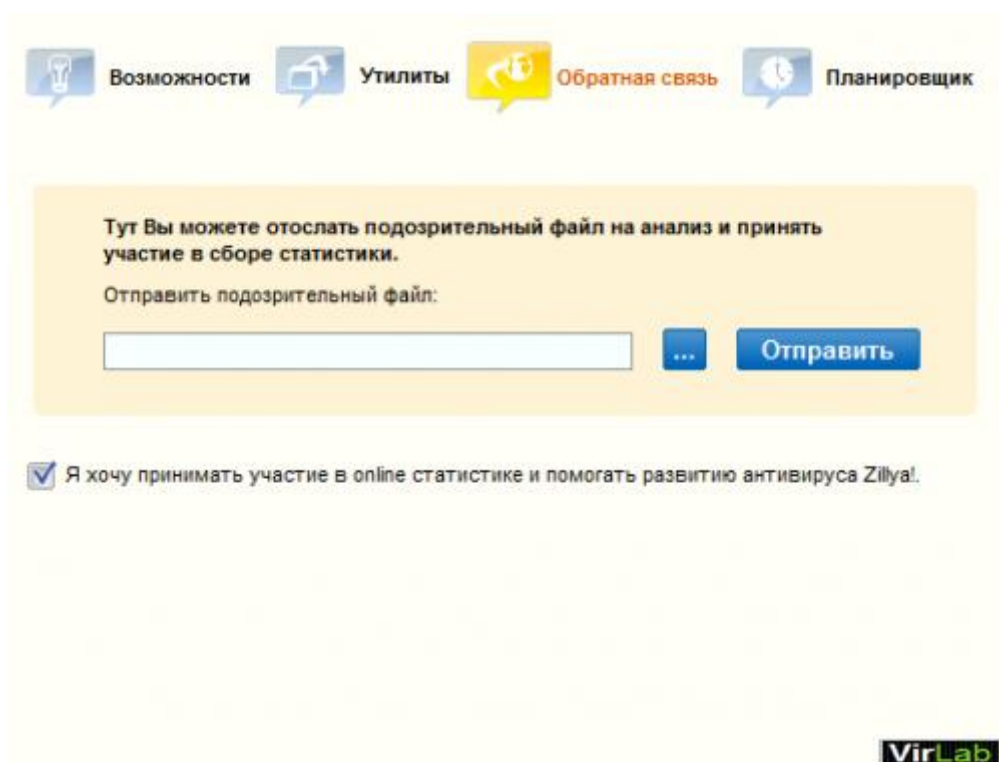 Возможности Утилиты Обратная связь Планировщик
Тут Вы можете отослать подозрительный файл на анализ и принять
участие в сборе статистики.
Отправить подозрительный файл:
... Отправить
Я хочу принимать участие в online статистике и помогать развитию антивируса Zillya!.
VirLab